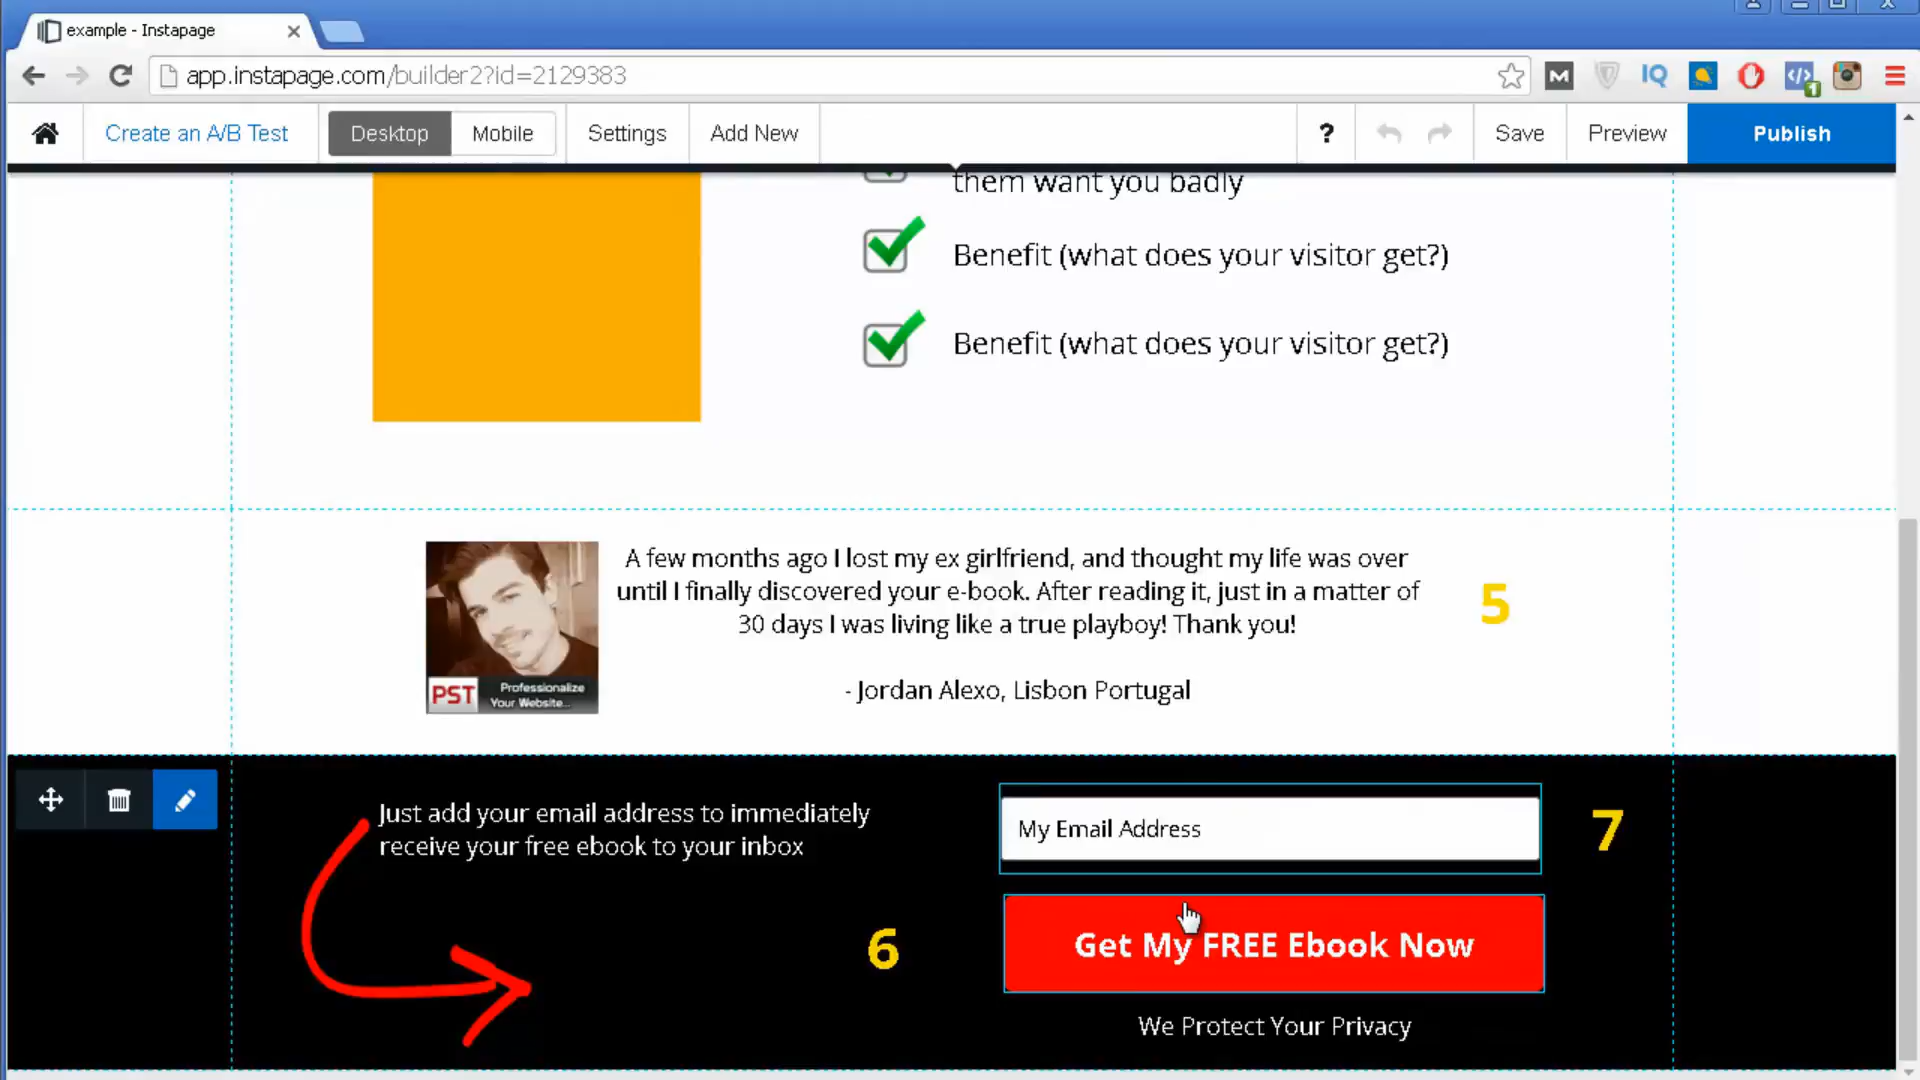 example - Instapage
app.instapage.com/builder2?id=2129383
M
IQ
1
Create an A/B Test
Desktop
Mobile
Settings
Add New
?
Save
Preview
Publish
them want you badly
Benefit (what does your visitor get?)
Benefit (what does your visitor get?)
A few months ago I lost my ex girlfriend, and thought my life was over
until I finally discovered your e-book. After reading it, just in a matter of
30 days I was living like a true playboy! Thank you!
- Jordan Alexo, Lisbon Portugal
5
PST
Professionalize
Your Website...
Just add your email address to immediately
receive your free ebook to your inbox
My Email Address
7
6
Get My FREE Ebook Now
We Protect Your Privacy